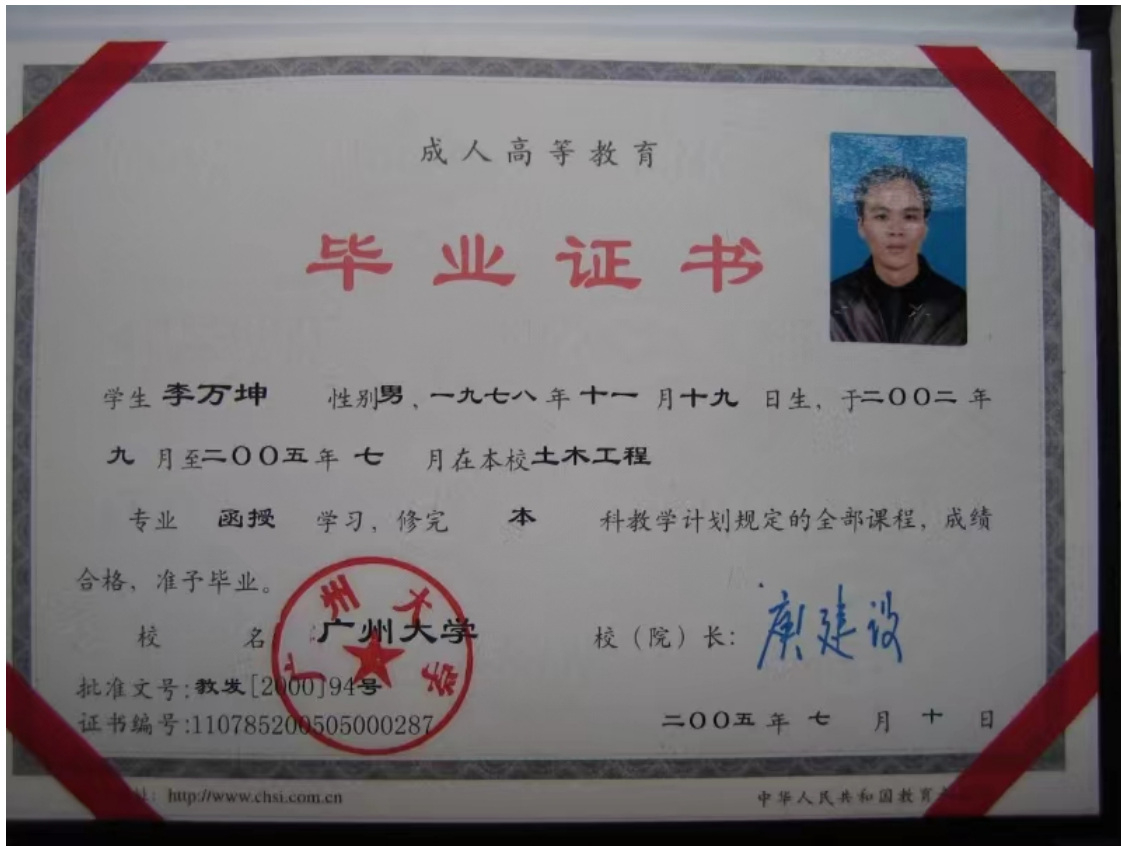 成人高等教育
毕业证书
学生 李万坤 性别男，一九七八年十一月十九日生，于二〇〇二年
九月至二〇〇五年七月在本校土木工程
专业 函授 学习，修完 本 科教学计划规定的全部课程，成绩
合格，准予毕业。
校 名：广州大学 校（院）长：庾建设
广州大学
批准文号:教发[2000]94号
证书编号:110785200505000287 二〇〇五年七月十日
址：http://www.chsi.com.cn 中华人民共和国教育